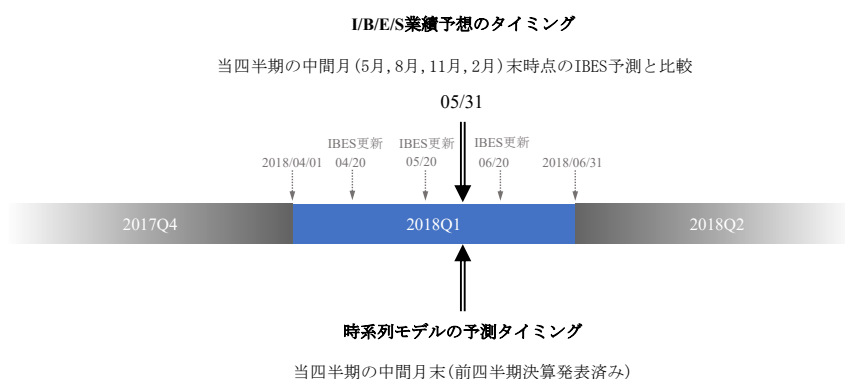 I/B/E/S業績予想のタイミング
当四半期の中間月(5月,8月,11月,2月)末時点のIBES予測と比較
05/31
IBES更新 IBES更新 IBES更新
2018/04/01 04/20 05/20 06/20 2018/06/31
2017Q4 2018Q1 2018Q2
時系列モデルの予測タイミング
当四半期の中間月末(前四半期決算発表済み)